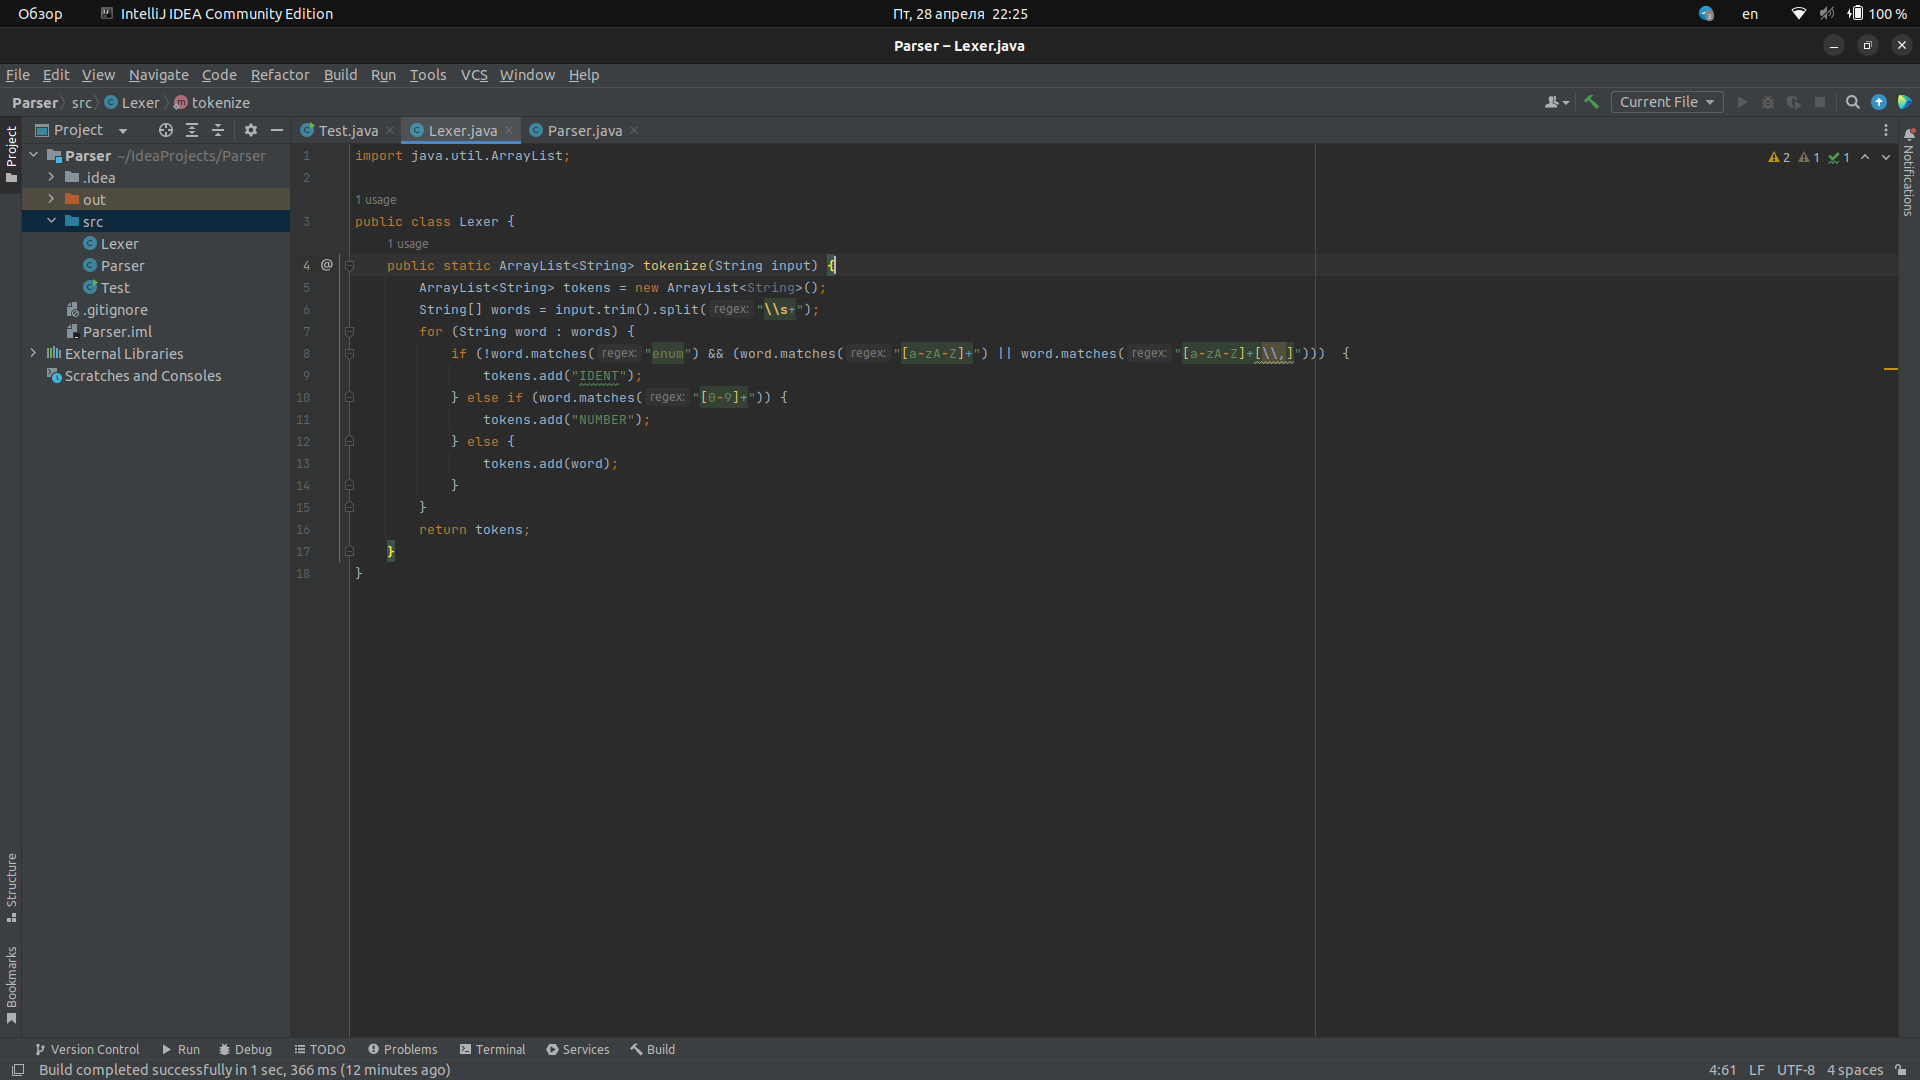 Обзор
IntelliJ IDEA Community Edition
Пт, 28 апреля 22:25
en
100 %
Parser – Lexer.java
File Edit View Navigate Code Refactor Build Run Tools VCS Window Help
Parser src Lexer tokenize
Current File
Project
Test.java
Lexer.java
Parser.java
Project
Parser ~/IdeaProjects/Parser
.idea
out
src
Lexer
Parser
Test
.gitignore
Parser.iml
External Libraries
Scratches and Consoles
2 1 1
Notifications
1 import java.util.ArrayList;
2
1 usage
3 public class Lexer {
1 usage
4 @ public static ArrayList<String> tokenize(String input) {
5 ArrayList<String> tokens = new ArrayList<String>();
6 String[] words = input.trim().split( regex: "\\s+");
7 for (String word : words) {
8 if (!word.matches( regex: "enum") && (word.matches( regex: "[a-zA-Z]+") || word.matches( regex: "[a-zA-Z]+[\\,]"))) {
9 tokens.add("IDENT");
10 } else if (word.matches( regex: "[0-9]+")) {
11 tokens.add("NUMBER");
12 } else {
13 tokens.add(word);
14 }
15 }
16 return tokens;
17 }
18 }
Structure
Bookmarks
Version Control Run Debug TODO Problems Terminal Services Build
Build completed successfully in 1 sec, 366 ms (12 minutes ago)
4:61 LF UTF-8 4 spaces